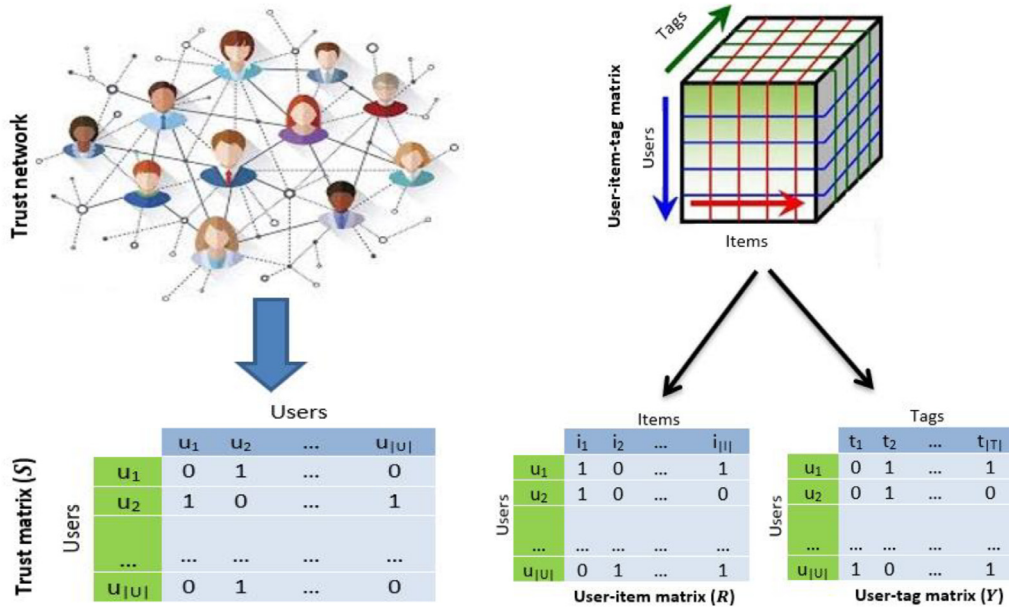 Trust network
Tags
User-item-tag matrix
Users
Items
Users
u₁ u₂ ... u|U|
Trust matrix (S)
Users
u₁ 0 1 ... 0
u₂ 1 0 ... 1
... ... ... ... ...
u|U| 0 1 ... 0
Items
i₁ i₂ ... i|I|
Users
u₁ 1 0 ... 1
u₂ 1 0 ... 0
... ... ... ... ...
u|U| 0 1 ... 1
User-item matrix (R)
Tags
t₁ t₂ ... t|T|
Users
u₁ 0 1 ... 1
u₂ 0 1 ... 0
... ... ... ... ...
u|U| 1 0 ... 1
User-tag matrix (Y)